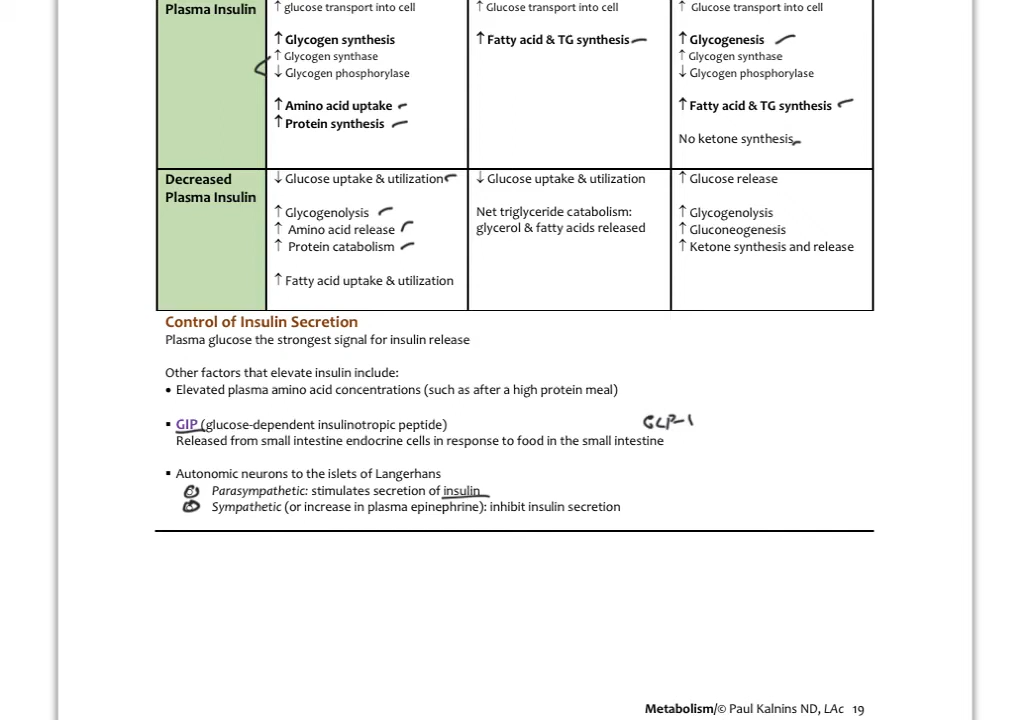 Plasma Insulin
↑ glucose transport into cell
↑ Glycogen synthesis
↑ Glycogen synthase
↓ Glycogen phosphorylase
↑ Amino acid uptake
↑ Protein synthesis
↑ Glucose transport into cell
↑ Fatty acid & TG synthesis
↑ Glucose transport into cell
↑ Glycogenesis
↑ Glycogen synthase
↓ Glycogen phosphorylase
↑ Fatty acid & TG synthesis
No ketone synthesis
Decreased
Plasma Insulin
↓ Glucose uptake & utilization
↑ Glycogenolysis
↑ Amino acid release
↑ Protein catabolism
↑ Fatty acid uptake & utilization
↓ Glucose uptake & utilization
Net triglyceride catabolism:
glycerol & fatty acids released
↑ Glucose release
↑ Glycogenolysis
↑ Gluconeogenesis
↑ Ketone synthesis and release
Control of Insulin Secretion
Plasma glucose the strongest signal for insulin release
Other factors that elevate insulin include:
• Elevated plasma amino acid concentrations (such as after a high protein meal)
▪ GIP (glucose-dependent insulinotropic peptide)
GLP-1
Released from small intestine endocrine cells in response to food in the small intestine
▪ Autonomic neurons to the islets of Langerhans
Parasympathetic: stimulates secretion of insulin
Sympathetic (or increase in plasma epinephrine): inhibit insulin secretion
Metabolism/© Paul Kalnins ND, LAc 19